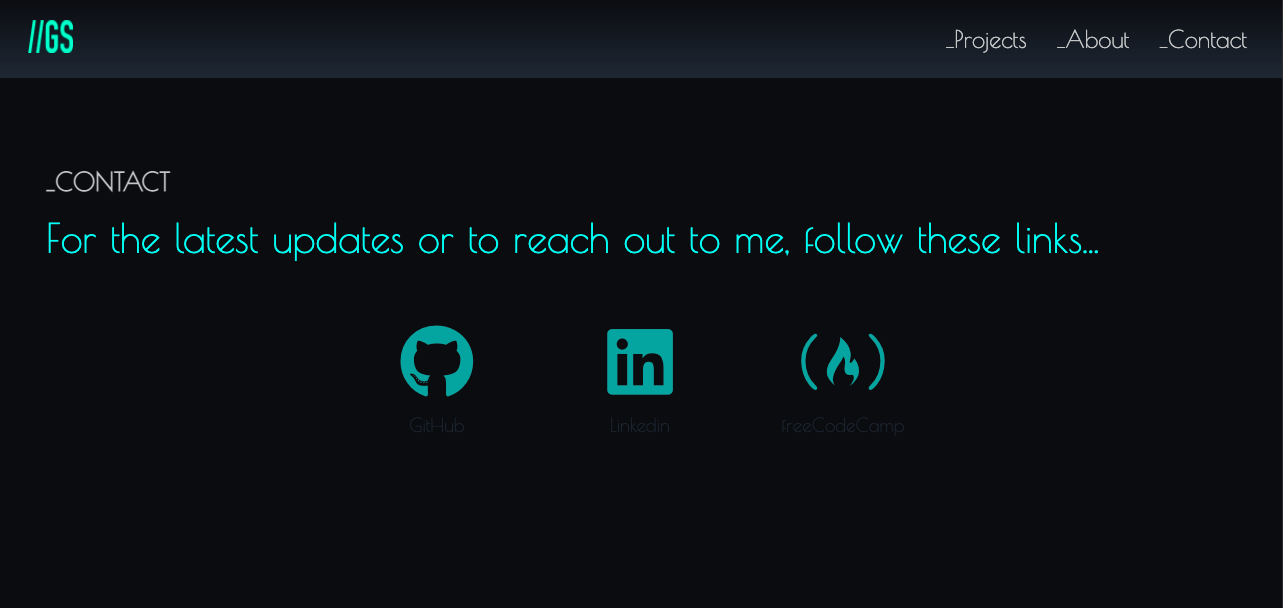 //GS
_Projects
_About
_Contact
_CONTACT
For the latest updates or to reach out to me, follow these links...
in
GitHub
Linkedin
freeCodeCamp